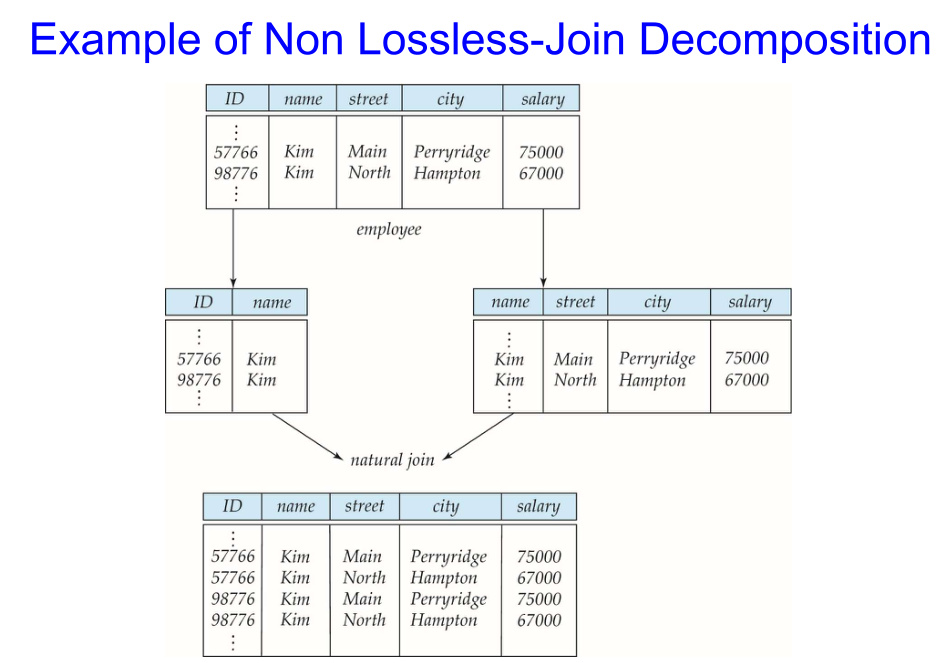 Example of Non Lossless-Join Decomposition
ID name street city salary
⋮
57766 Kim Main Perryridge 75000
98776 Kim North Hampton 67000
⋮
employee
ID name
⋮
57766 Kim
98776 Kim
⋮
name street city salary
⋮
Kim Main Perryridge 75000
Kim North Hampton 67000
⋮
natural join
ID name street city salary
⋮
57766 Kim Main Perryridge 75000
57766 Kim North Hampton 67000
98776 Kim Main Perryridge 75000
98776 Kim North Hampton 67000
⋮